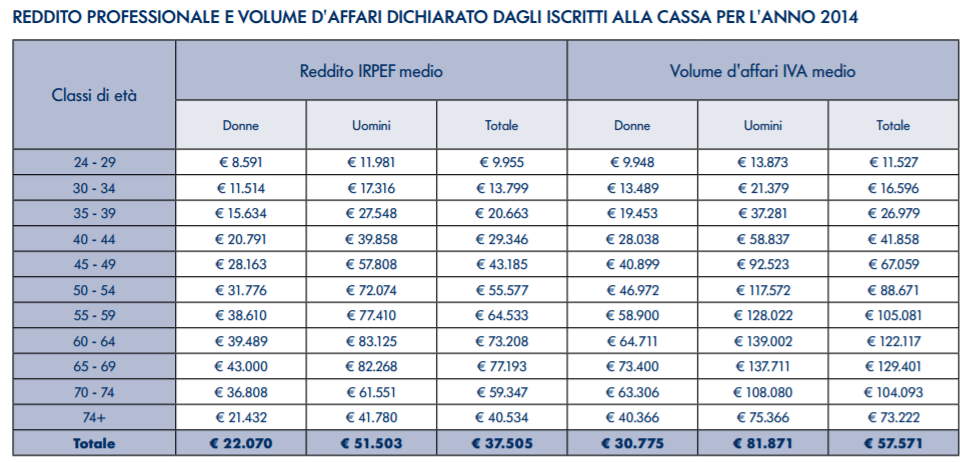 REDDITO PROFESSIONALE E VOLUME D'AFFARI DICHIARATO DAGLI ISCRITTI ALLA CASSA PER L'ANNO 2014
Classi di età Reddito IRPEF medio Volume d'affari IVA medio
Donne Uomini Totale Donne Uomini Totale
24 - 29 € 8.591 € 11.981 € 9.955 € 9.948 € 13.873 € 11.527
30 - 34 € 11.514 € 17.316 € 13.799 € 13.489 € 21.379 € 16.596
35 - 39 € 15.634 € 27.548 € 20.663 € 19.453 € 37.281 € 26.979
40 - 44 € 20.791 € 39.858 € 29.346 € 28.038 € 58.837 € 41.858
45 - 49 € 28.163 € 57.808 € 43.185 € 40.899 € 92.523 € 67.059
50 - 54 € 31.776 € 72.074 € 55.577 € 46.972 € 117.572 € 88.671
55 - 59 € 38.610 € 77.410 € 64.533 € 58.900 € 128.022 € 105.081
60 - 64 € 39.489 € 83.125 € 73.208 € 64.711 € 139.002 € 122.117
65 - 69 € 43.000 € 82.268 € 77.193 € 73.400 € 137.711 € 129.401
70 - 74 € 36.808 € 61.551 € 59.347 € 63.306 € 108.080 € 104.093
74+ € 21.432 € 41.780 € 40.534 € 40.366 € 75.366 € 73.222
Totale € 22.070 € 51.503 € 37.505 € 30.775 € 81.871 € 57.571